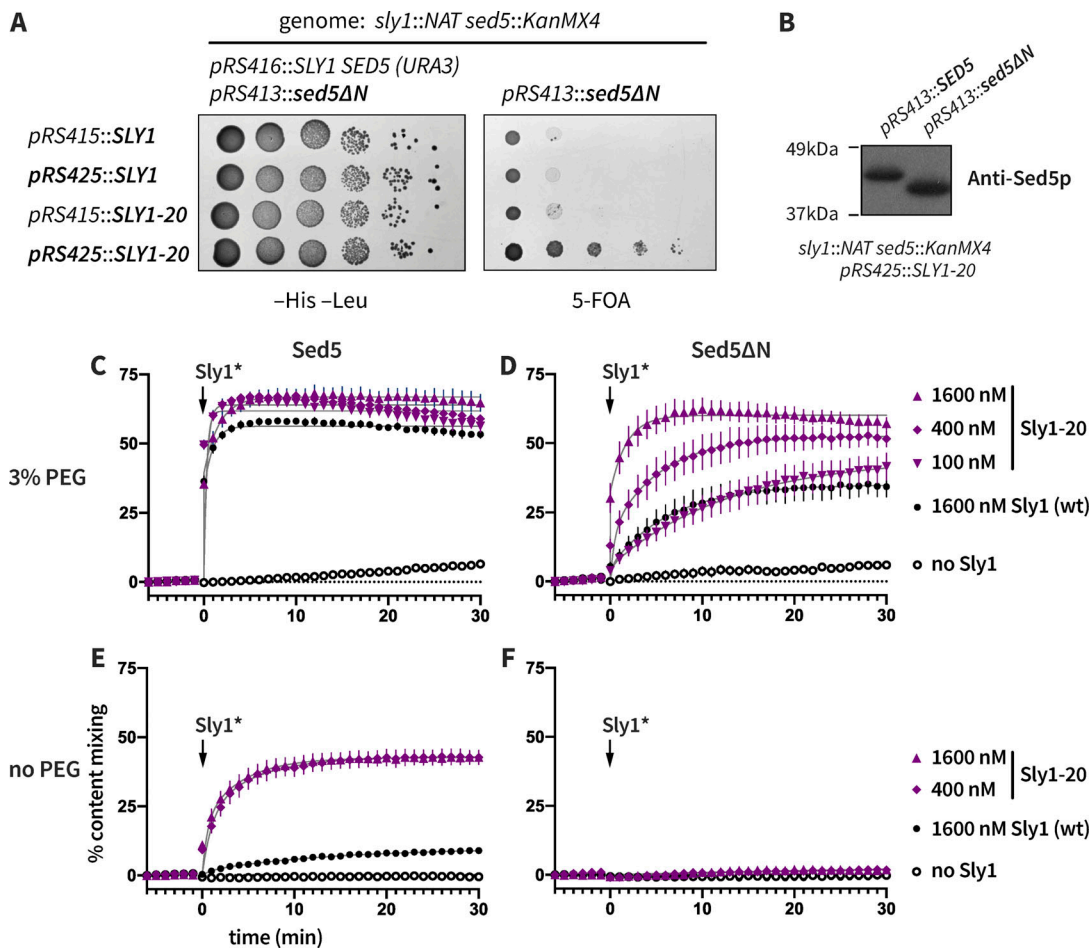 A
genome: sly1::NAT sed5::KanMX4
pRS416::SLY1 SED5 (URA3)
pRS413::sed5ΔN
pRS413::sed5ΔN
pRS415::SLY1
pRS425::SLY1
pRS415::SLY1-20
pRS425::SLY1-20
–His –Leu
5-FOA
B
pRS413::SED5
pRS413::sed5ΔN
49kDa
37kDa
Anti-Sed5p
sly1::NAT sed5::KanMX4
pRS425::SLY1-20
3% PEG
C
Sed5
Sly1*
75
50
25
0
0 10 20 30
D
Sed5ΔN
Sly1*
75
50
25
0
0 10 20 30
1600 nM
400 nM
100 nM
Sly1-20
1600 nM Sly1 (wt)
no Sly1
no PEG
E
Sly1*
% content mixing
75
50
25
0
0 10 20 30
time (min)
F
Sly1*
75
50
25
0
0 10 20 30
1600 nM
400 nM
Sly1-20
1600 nM Sly1 (wt)
no Sly1